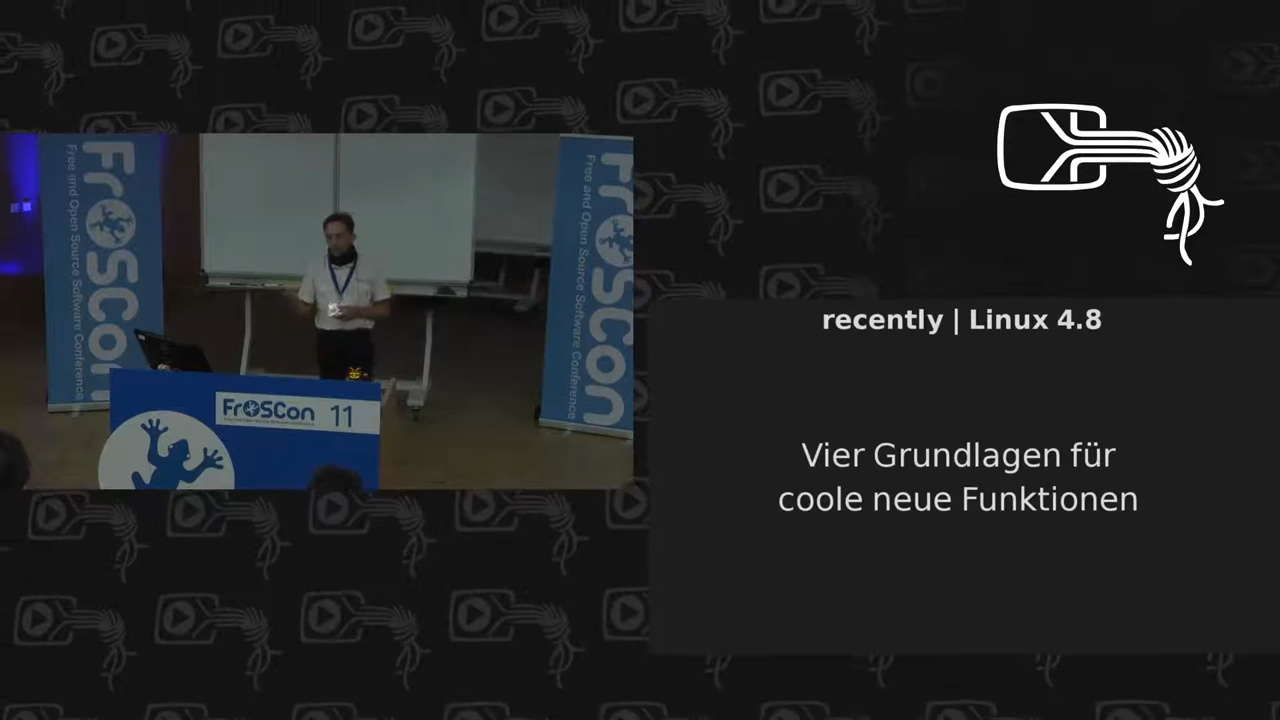 FrOSCon
Free and Open Source Software Conference
FrOSCon
Free and Open Source Software Conference
FrOSCon 11
recently | Linux 4.8
Vier Grundlagen für
coole neue Funktionen